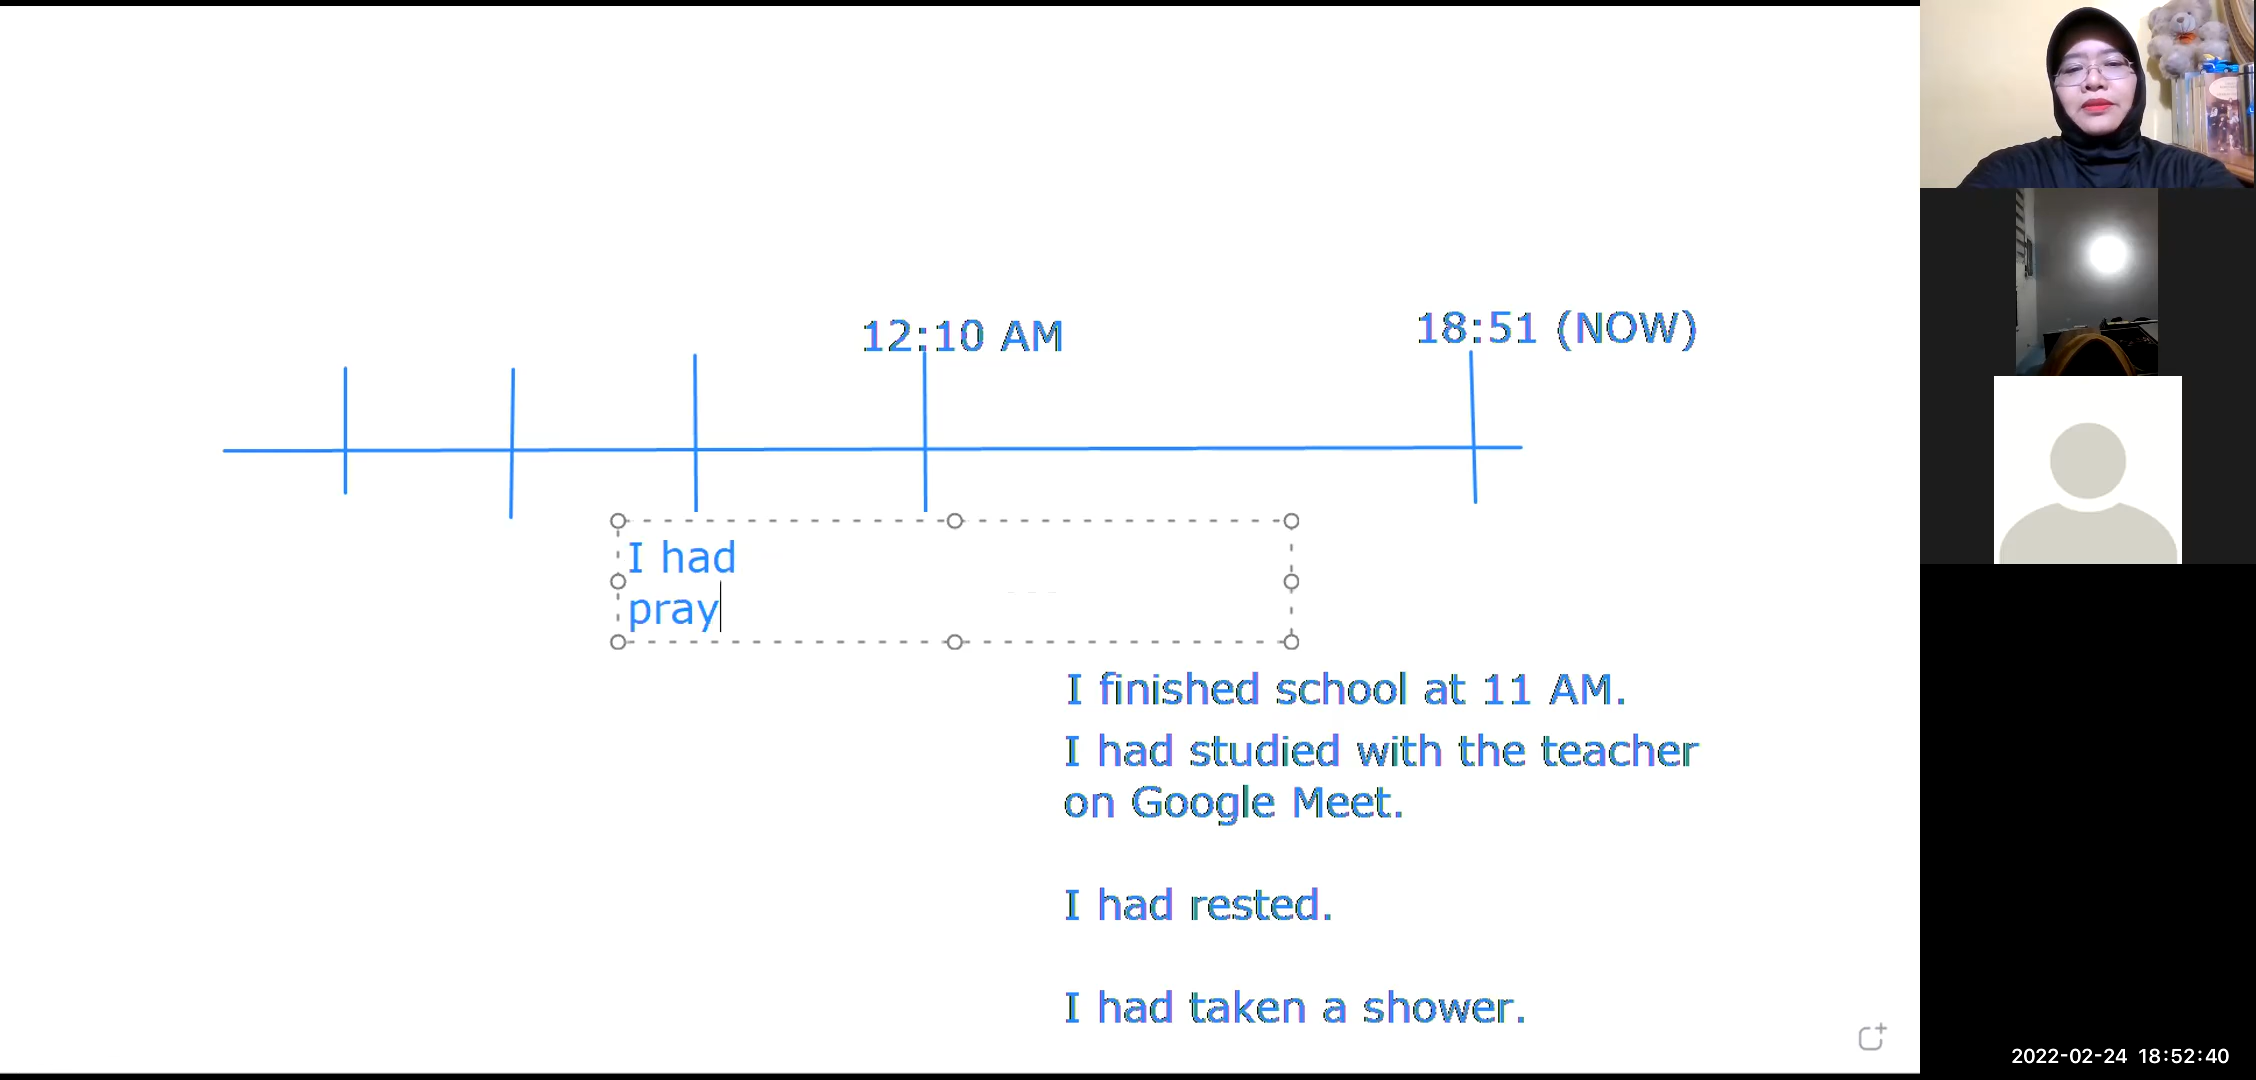 12:10 AM
18:51 (NOW)
I had
pray
I finished school at 11 AM.
I had studied with the teacher
on Google Meet.
I had rested.
I had taken a shower.
2022-02-24 18:52:40